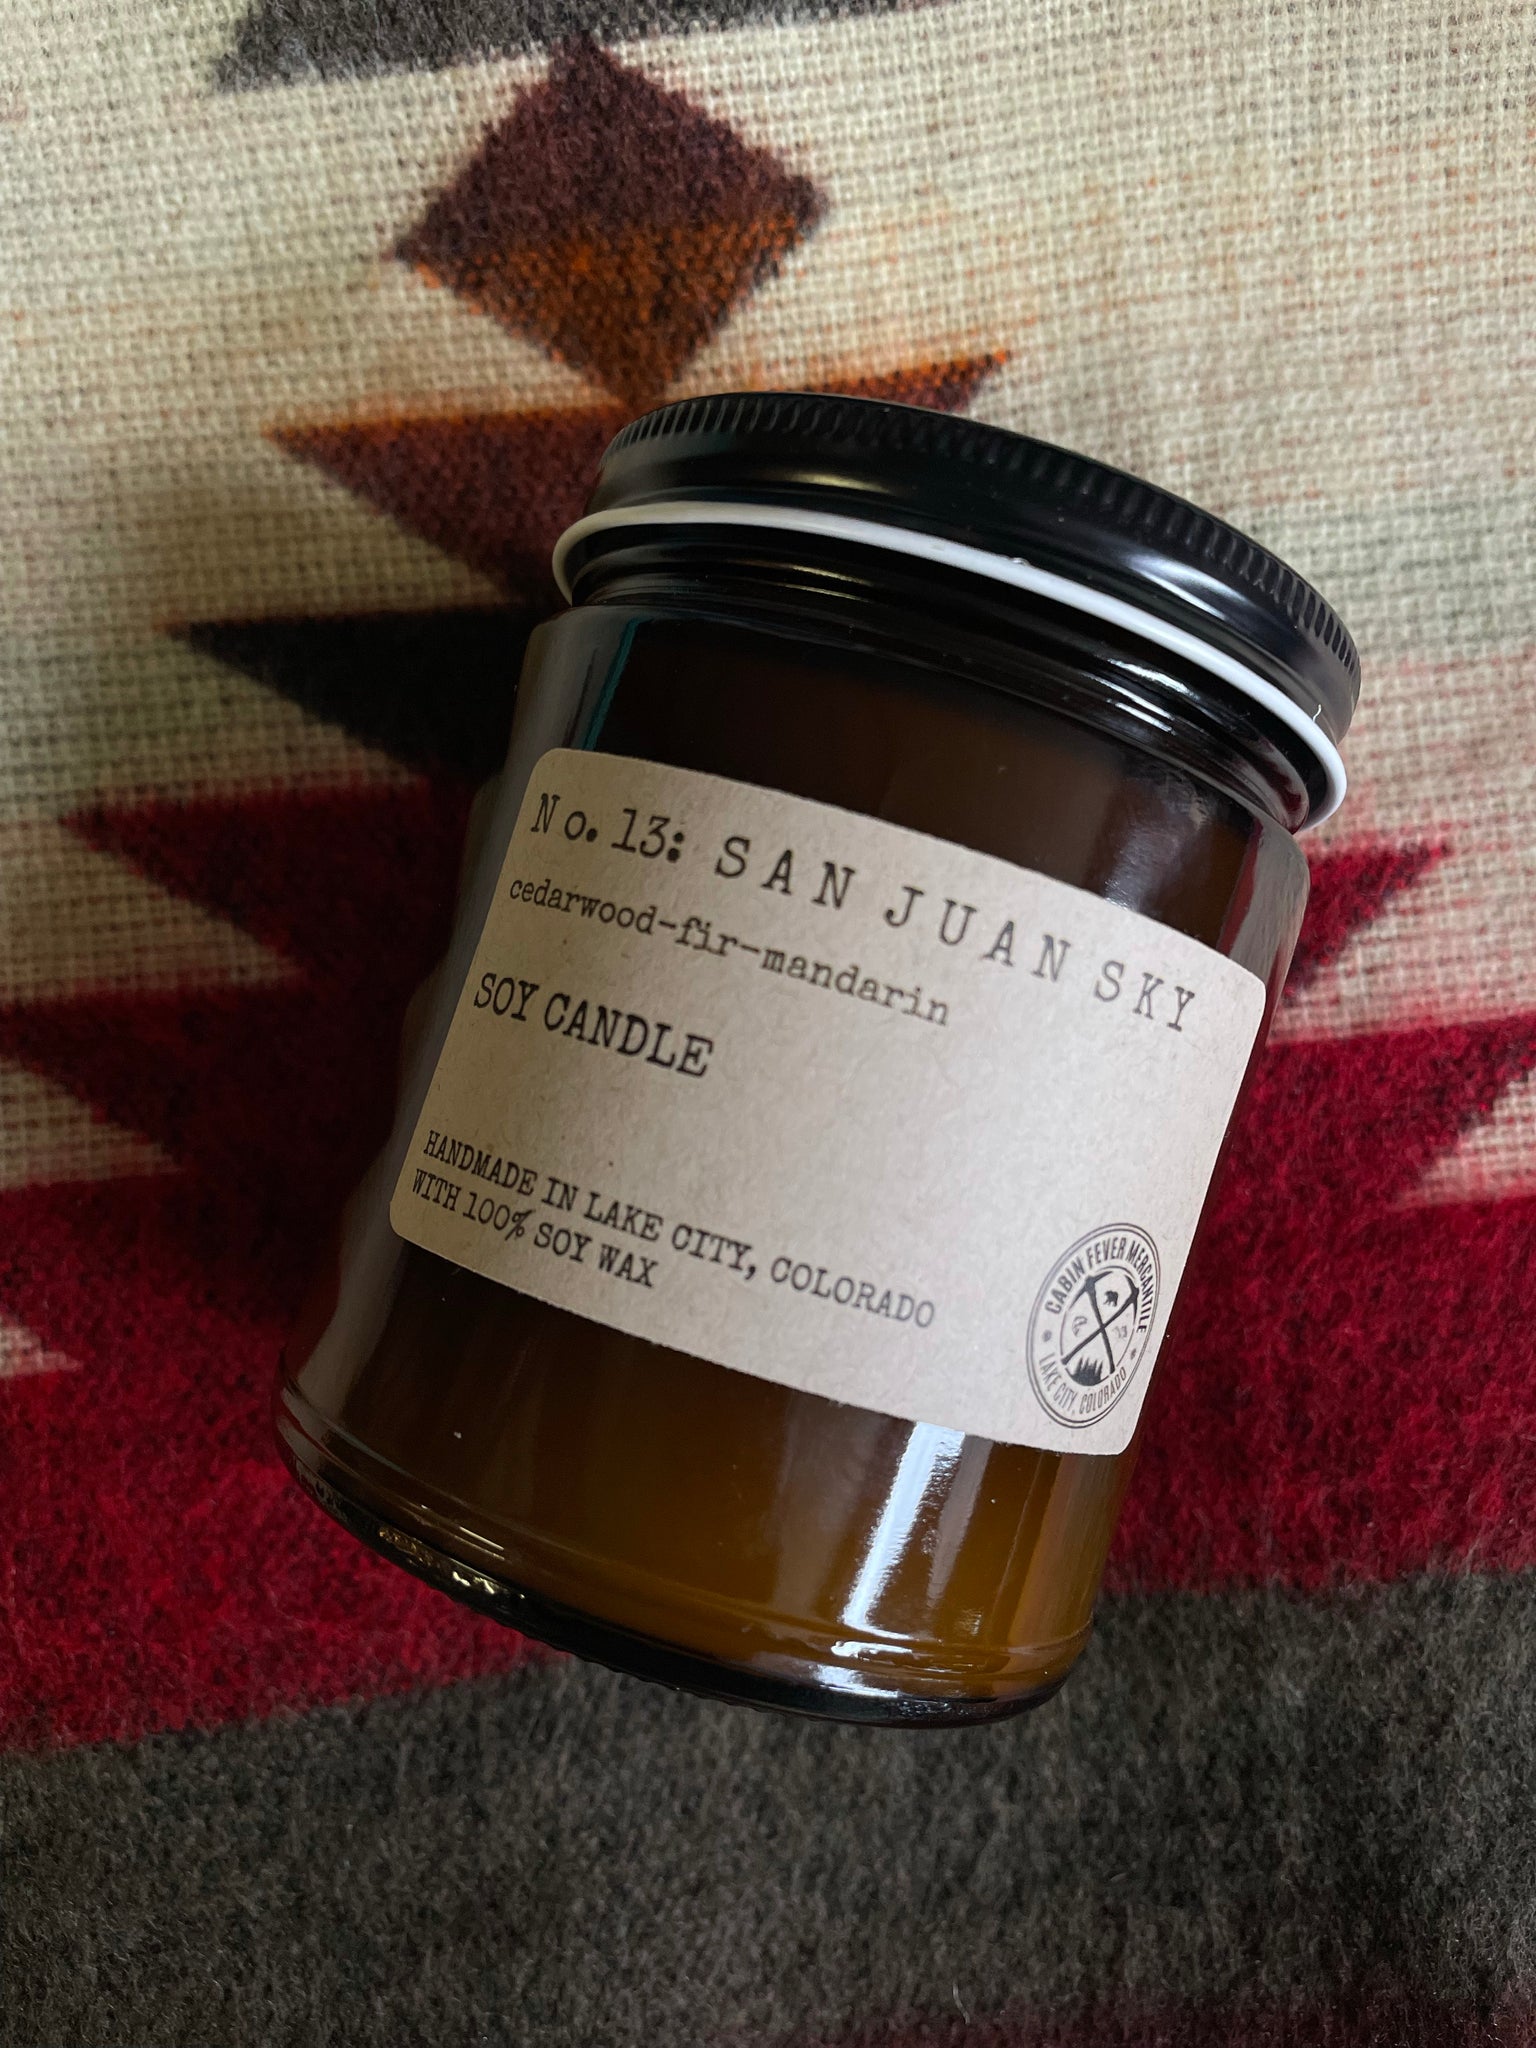 No. 13: SAN JUAN SKY
cedarwood-fir-mandarin
SOY CANDLE
HANDMADE IN LAKE CITY, COLORADO
WITH 100% SOY WAX
CABIN FEVER MERCANTILE
LAKE CITY, COLORADO